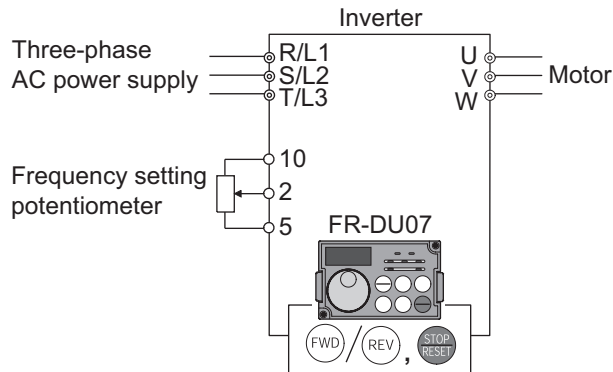 Inverter
Three-phase
AC power supply
R/L1
S/L2
T/L3
U
V
W
Motor
Frequency setting
potentiometer
10
2
5
FR-DU07
FWD / REV , STOP
RESET